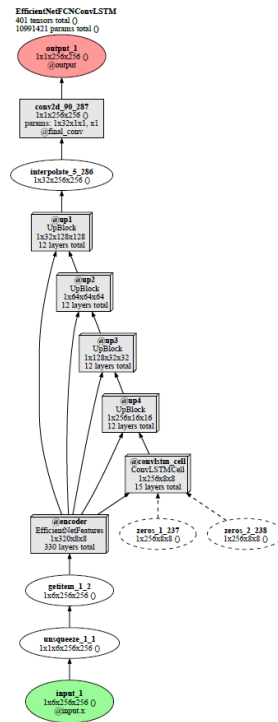 EfficientNetFCNConvLSTM
401 tensors total ()
10991421 params total ()
output_1
1x1x256x256 ()
@output
conv2d_90_287
1x1x256x256 ()
params: 1x32x1x1, x1
@final_conv
interpolate_5_286
1x32x256x256 ()
@up1
UpBlock
1x32x128x128
12 layers total
@up2
UpBlock
1x64x64x64
12 layers total
@up3
UpBlock
1x128x32x32
12 layers total
@up4
UpBlock
1x256x16x16
12 layers total
@convlstm_cell
ConvLSTMCell
1x256x8x8
15 layers total
@encoder
EfficientNetFeatures
1x320x8x8
330 layers total
zeros_1_237
1x256x8x8 ()
zeros_2_238
1x256x8x8 ()
getitem_1_2
1x6x256x256 ()
unsqueeze_1_1
1x1x6x256x256 ()
input_1
1x6x256x256 ()
@input.x